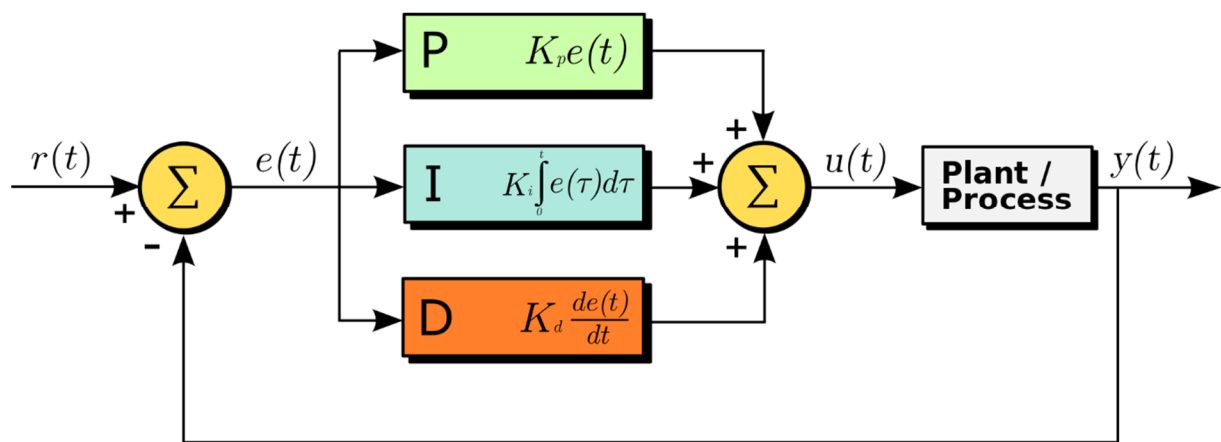 P K_p e(t)
r(t) + - Σ e(t)
I K_i ∫_0^t e(τ)dτ
D K_d de(t)/dt
+ + + Σ u(t)
Plant /
Process
y(t)